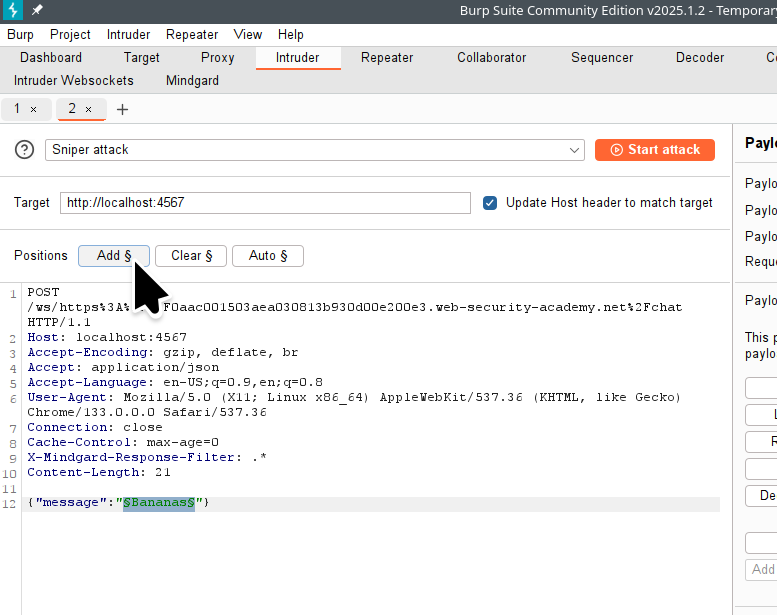 Burp Suite Community Edition v2025.1.2 - Temporary
Burp Project Intruder Repeater View Help
Dashboard Target Proxy Intruder Repeater Collaborator Sequencer Decoder
Intruder Websockets Mindgard
1 × 2 × +
? Sniper attack Start attack Payl
Target http://localhost:4567 Update Host header to match target
Paylo
Paylo
Paylo
Reque
Positions Add § Clear § Auto §
Paylo
This p
paylo
1 POST
/ws/https%3A% F0aac001503aea030813b930d00e200e3.web-security-academy.net%2Fchat
HTTP/1.1
2 Host: localhost:4567
3 Accept-Encoding: gzip, deflate, br
4 Accept: application/json
5 Accept-Language: en-US;q=0.9,en;q=0.8
6 User-Agent: Mozilla/5.0 (X11; Linux x86_64) AppleWebKit/537.36 (KHTML, like Gecko)
Chrome/133.0.0.0 Safari/537.36
7 Connection: close
8 Cache-Control: max-age=0
9 X-Mindgard-Response-Filter: .*
10 Content-Length: 21
11
12 {"message":"§Bananas§"}
L
R
De
Add